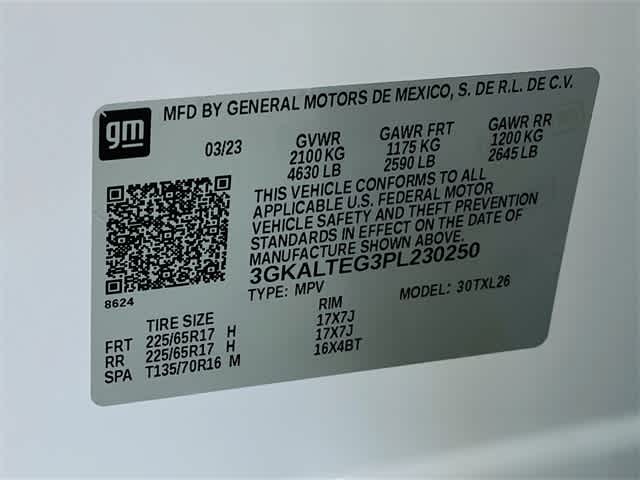 gm MFD BY GENERAL MOTORS DE MEXICO, S. DE R.L. DE C.V.
03/23 GVWR GAWR FRT GAWR RR
2100 KG 1175 KG 1200 KG
4630 LB 2590 LB 2645 LB
THIS VEHICLE CONFORMS TO ALL
APPLICABLE U.S. FEDERAL MOTOR
VEHICLE SAFETY AND THEFT PREVENTION
STANDARDS IN EFFECT ON THE DATE OF
MANUFACTURE SHOWN ABOVE.
3GKALTEG3PL230250
8624 TYPE: MPV MODEL: 30TXL26
TIRE SIZE RIM
FRT 225/65R17 H 17X7J
RR 225/65R17 H 17X7J
SPA T135/70R16 M 16X4BT